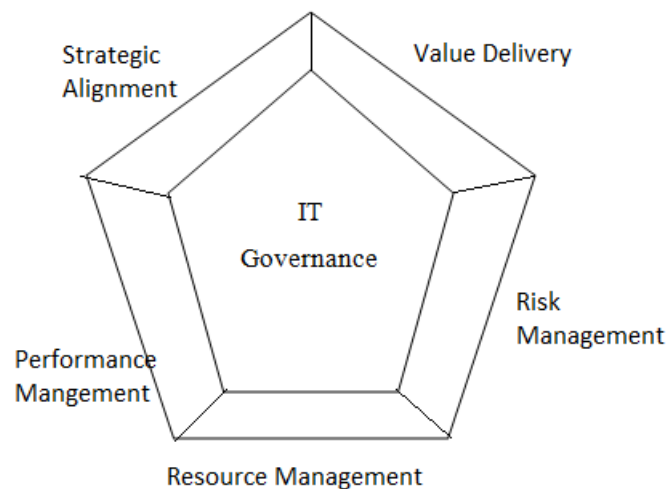 Strategic
Alignment
Value Delivery
IT
Governance
Risk
Management
Performance
Mangement
Resource Management